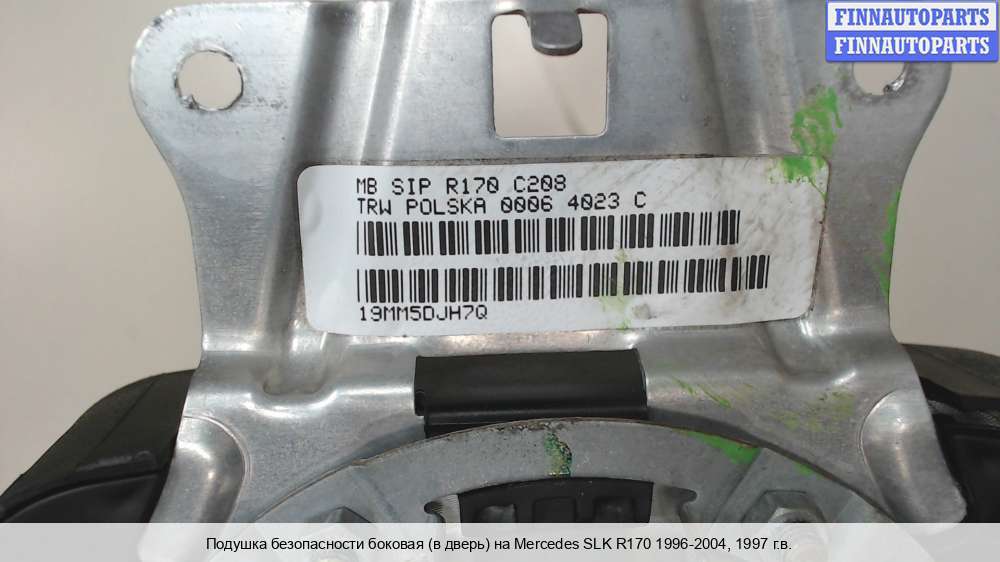 FINNAUTOPARTS
FINNAUTOPARTS
MB SIP R170 C208
TRW POLSKA 0006 4023 C
19MM5DJH7Q
Подушка безопасности боковая (в дверь) на Mercedes SLK R170 1996-2004, 1997 г.в.